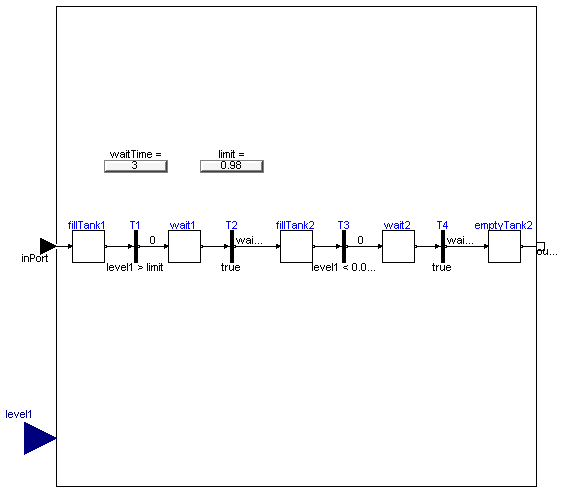 waitTime =
limit =
3
0.98
fillTank1
T1
wait1
T2
fillTank2
T3
wait2
T4
emptyTank2
0
wai...
0
wai...
inPort
level1 > limit
true
level1 < 0.0...
true
ou...
level1